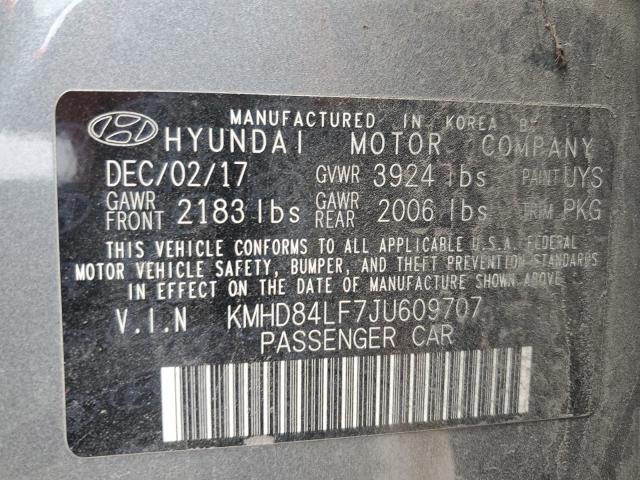 MANUFACTURED IN KOREA BY
HYUNDAI MOTOR COMPANY
DEC/02/17 GVWR 3924 lbs PAINT UYS
GAWR FRONT 2183 lbs GAWR REAR 2006 lbs TRIM PKG
THIS VEHICLE CONFORMS TO ALL APPLICABLE U.S.A. FEDERAL
MOTOR VEHICLE SAFETY, BUMPER, AND THEFT PREVENTION STANDARDS
IN EFFECT ON THE DATE OF MANUFACTURE SHOWN ABOVE
V.I.N KMHD84LF7JU609707
PASSENGER CAR